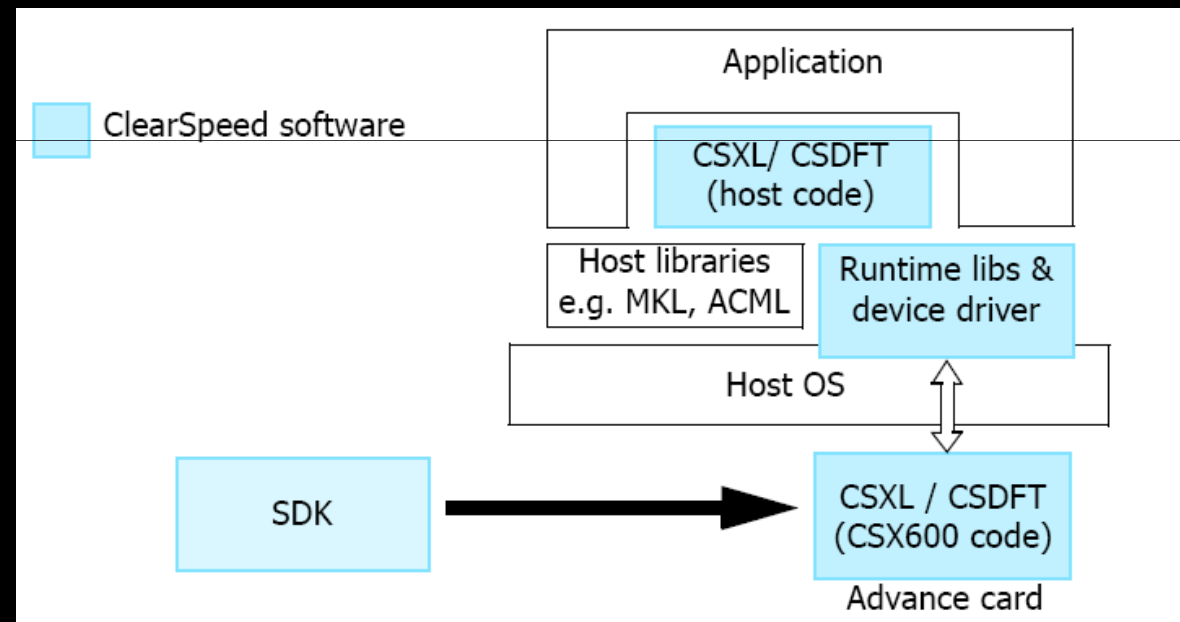 Application
ClearSpeed software
CSXL/ CSDFT
(host code)
Host libraries
e.g. MKL, ACML
Runtime libs &
device driver
Host OS
SDK
CSXL / CSDFT
(CSX600 code)
Advance card